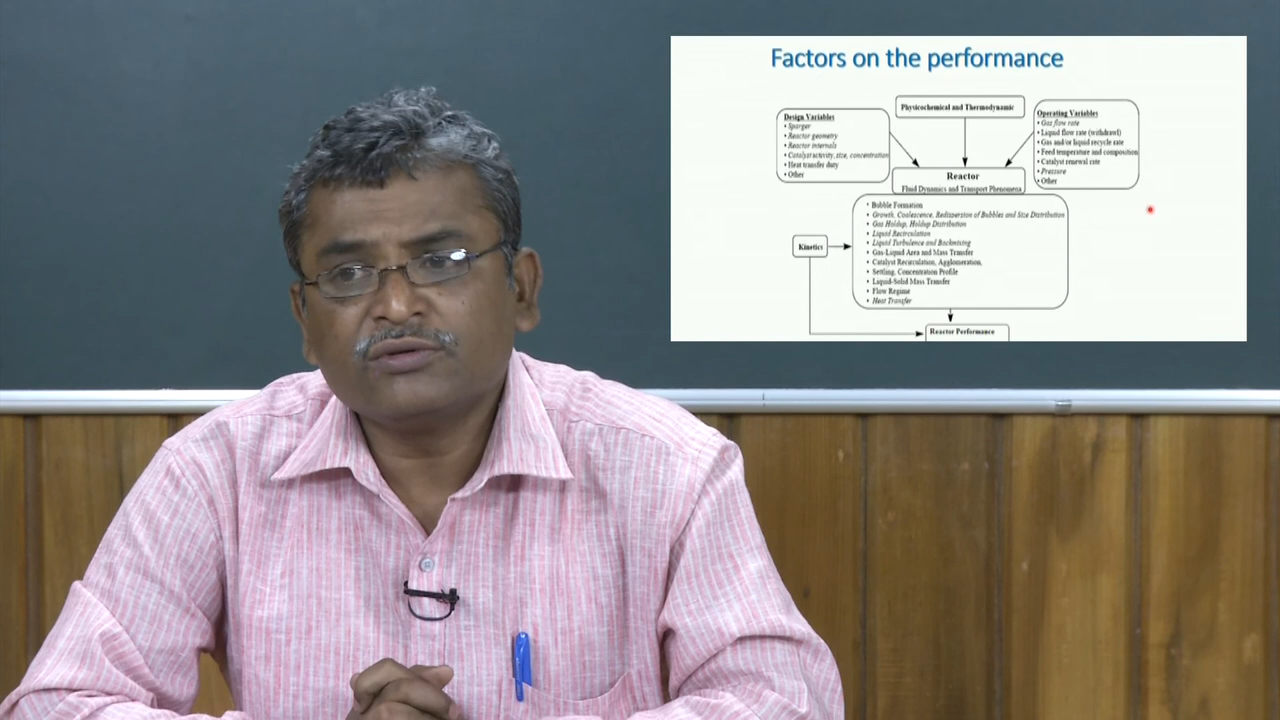 Factors on the performance
Physicochemical and Thermodynamic
Design Variables
• Sparger
• Reactor geometry
• Reactor internals
• Catalyst activity, size, concentration
• Heat transfer duty
• Other
Operating Variables
• Gas flow rate
• Liquid flow rate (withdrawl)
• Gas and/or liquid recycle rate
• Feed temperature and composition
• Catalyst renewal rate
• Pressure
• Other
Reactor
Fluid Dynamics and Transport Phenomena
• Bubble Formation
• Growth, Coalescence, Redispersion of Bubbles and Size Distribution
• Gas Holdup, Holdup Distribution
• Liquid Recirculation
• Liquid Turbulence and Backmixing
• Gas-Liquid Area and Mass Transfer
• Catalyst Recirculation, Agglomeration,
• Settling, Concentration Profile
• Liquid-Solid Mass Transfer
• Flow Regime
• Heat Transfer
Kinetics
Reactor Performance